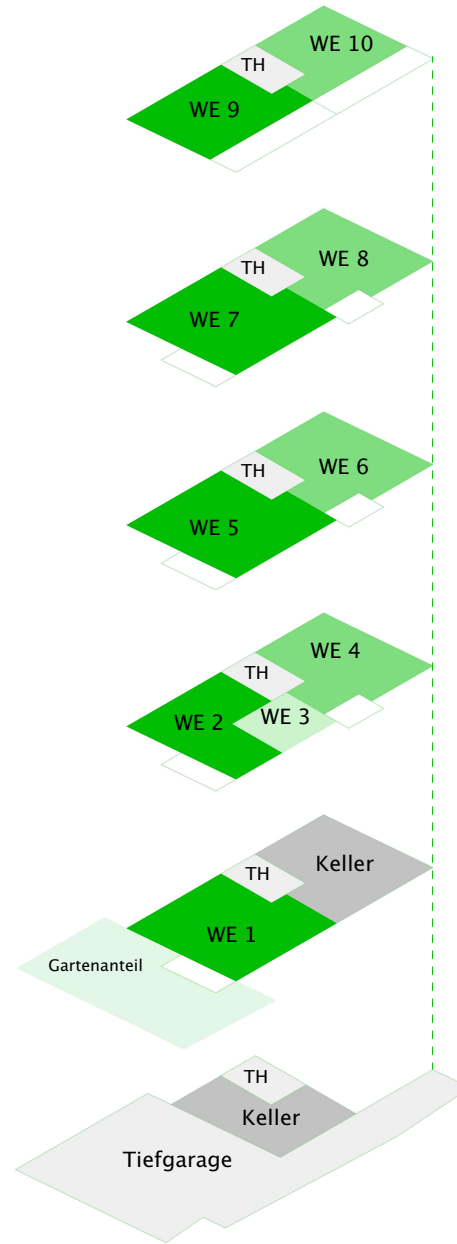 WE 10
TH
WE 9
WE 8
TH
WE 7
WE 6
TH
WE 5
WE 4
TH
WE 3
WE 2
Keller
TH
WE 1
Gartenanteil
TH
Keller
Tiefgarage